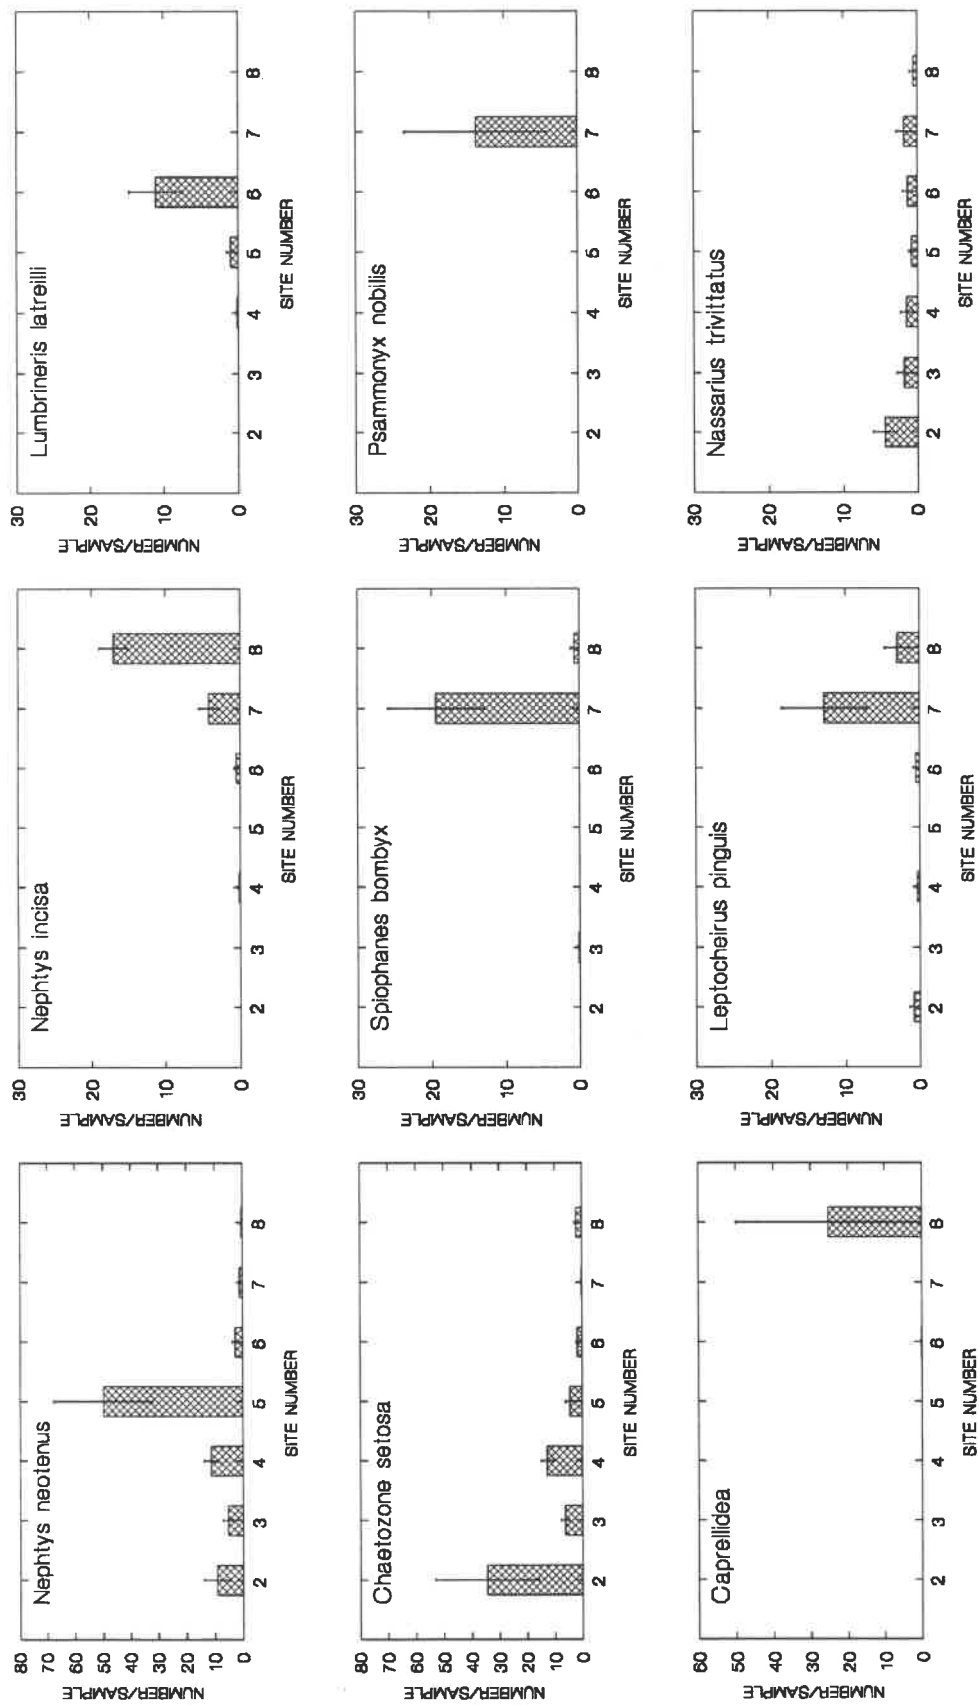 Nephtys neotenus
NUMBER/SAMPLE
80
70
60
50
40
30
20
10
0
2 3 4 5 6 7 8
SITE NUMBER
Nephtys incisa
NUMBER/SAMPLE
30
20
10
0
2 3 4 5 6 7 8
SITE NUMBER
Lumbrineris latreilli
NUMBER/SAMPLE
30
20
10
0
2 3 4 5 6 7 8
SITE NUMBER
Chaetozone setosa
NUMBER/SAMPLE
80
70
60
50
40
30
20
10
0
2 3 4 5 6 7 8
SITE NUMBER
Spiophanes bombyx
NUMBER/SAMPLE
30
20
10
0
2 3 4 5 6 7 8
SITE NUMBER
Psammonyx nobilis
NUMBER/SAMPLE
30
20
10
0
2 3 4 5 6 7 8
SITE NUMBER
Caprellidea
NUMBER/SAMPLE
60
50
40
30
20
10
0
2 3 4 5 6 7 8
SITE NUMBER
Leptocheirus pinguis
NUMBER/SAMPLE
30
20
10
0
2 3 4 5 6 7 8
SITE NUMBER
Nassarius trivittatus
NUMBER/SAMPLE
30
20
10
0
2 3 4 5 6 7 8
SITE NUMBER